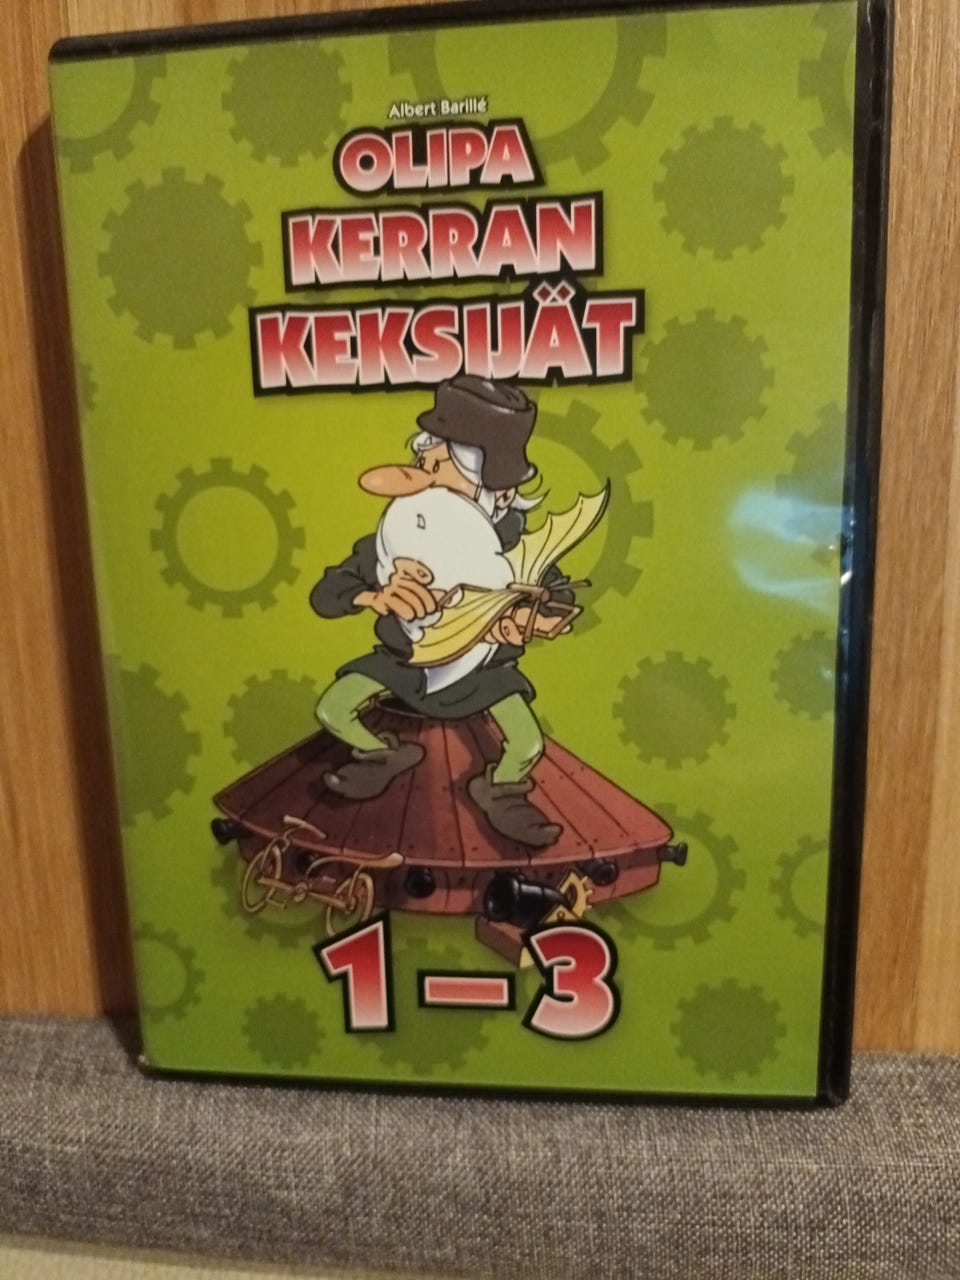 Albert Barillé
OLIPA
KERRAN
KEKSIJÄT
1 – 3